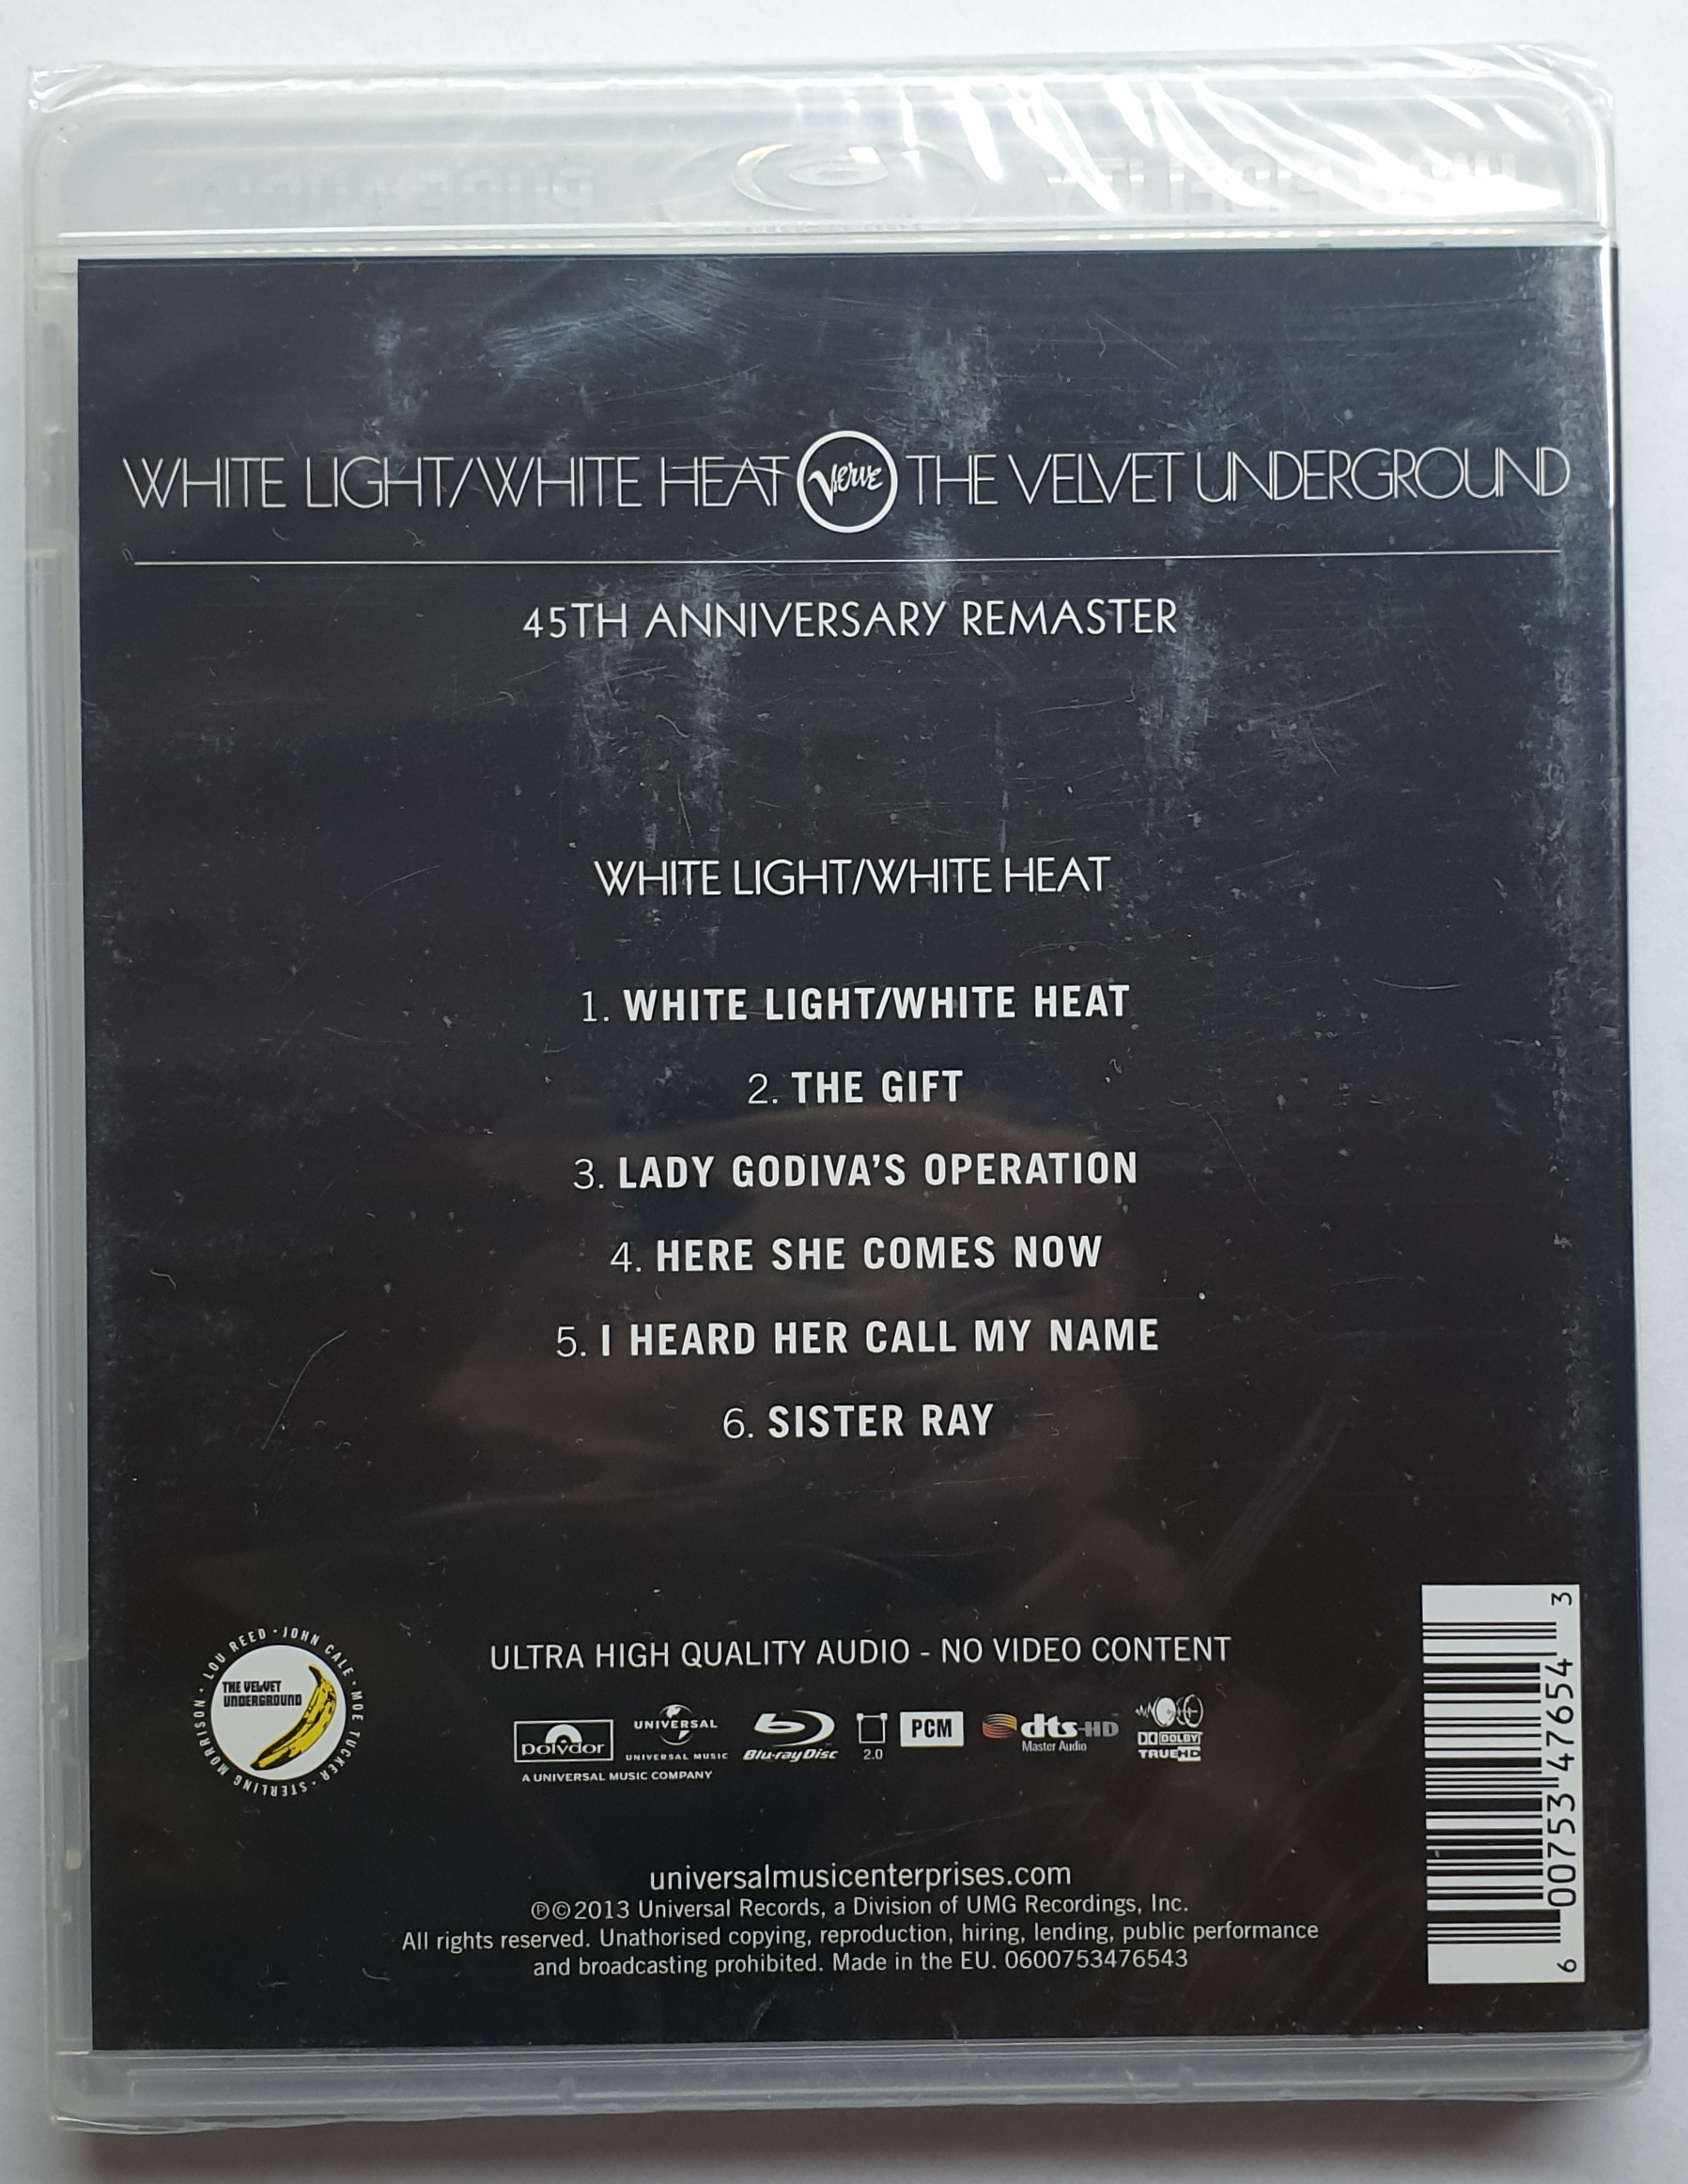 PURE AUDIO
HIGH FIDELITY
WHITE LIGHT/WHITE HEAT Verve THE VELVET UNDERGROUND
45TH ANNIVERSARY REMASTER
WHITE LIGHT/WHITE HEAT
1. WHITE LIGHT/WHITE HEAT
2. THE GIFT
3. LADY GODIVA'S OPERATION
4. HERE SHE COMES NOW
5. I HEARD HER CALL MY NAME
6. SISTER RAY
LOU REED · JOHN CALE · MOE TUCKER · STERLING MORRISON ·
THE VELVET
UNDERGROUND
ULTRA HIGH QUALITY AUDIO - NO VIDEO CONTENT
polydor
UNIVERSAL
UNIVERSAL MUSIC
A UNIVERSAL MUSIC COMPANY
Blu-ray Disc
2.0
PCM
dts-HD
Master Audio
DOLBY
TRUEHD
universalmusicenterprises.com
℗©2013 Universal Records, a Division of UMG Recordings, Inc.
All rights reserved. Unathorised copying, reproduction, hiring, lending, public performance
and broadcasting prohibited. Made in the EU. 0600753476543
6 00753 47654 3